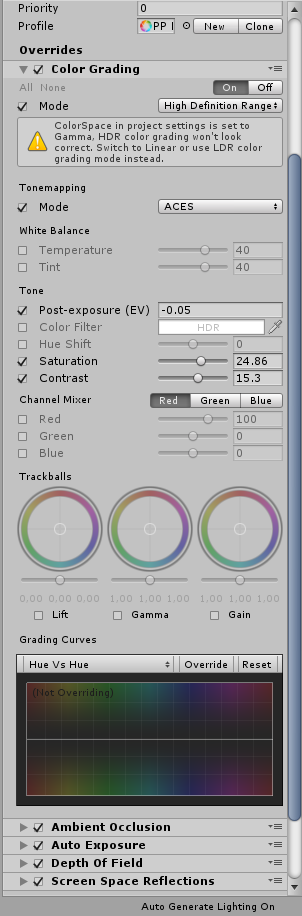 Priority 0
Profile PP I New Clone
Overrides
Color Grading
All None On Off
Mode High Definition Range
ColorSpace in project settings is set to
Gamma, HDR color grading won't look
correct. Switch to Linear or use LDR color
grading mode instead.
Tonemapping
Mode ACES
White Balance
Temperature 40
Tint 40
Tone
Post-exposure (EV) -0.05
Color Filter HDR
Hue Shift 0
Saturation 24.86
Contrast 15.3
Channel Mixer Red Green Blue
Red 100
Green 0
Blue 0
Trackballs
0.00 0.00 0.00 1.00 1.00 1.00 1.00 1.00 1.00
Lift Gamma Gain
Grading Curves
Hue Vs Hue Override Reset
(Not Overriding)
Ambient Occlusion
Auto Exposure
Depth Of Field
Screen Space Reflections
Auto Generate Lighting On